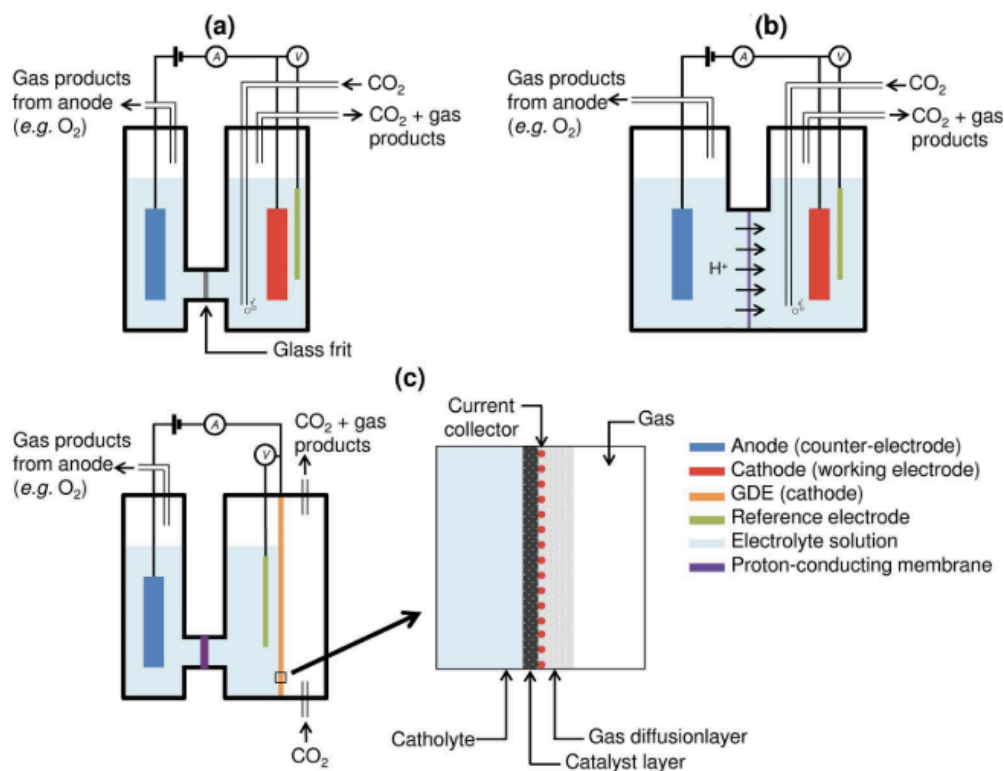 (a)
A
V
Gas products
from anode
(e.g. O₂)
CO₂
CO₂ + gas
products
Glass frit
(b)
A
V
Gas products
from anode
(e.g. O₂)
CO₂
CO₂ + gas
products
H⁺
(c)
A
V
Gas products
from anode
(e.g. O₂)
CO₂ + gas
products
CO₂
Current
collector
Gas
Catholyte
Catalyst layer
Gas diffusionlayer
Anode (counter-electrode)
Cathode (working electrode)
GDE (cathode)
Reference electrode
Electrolyte solution
Proton-conducting membrane